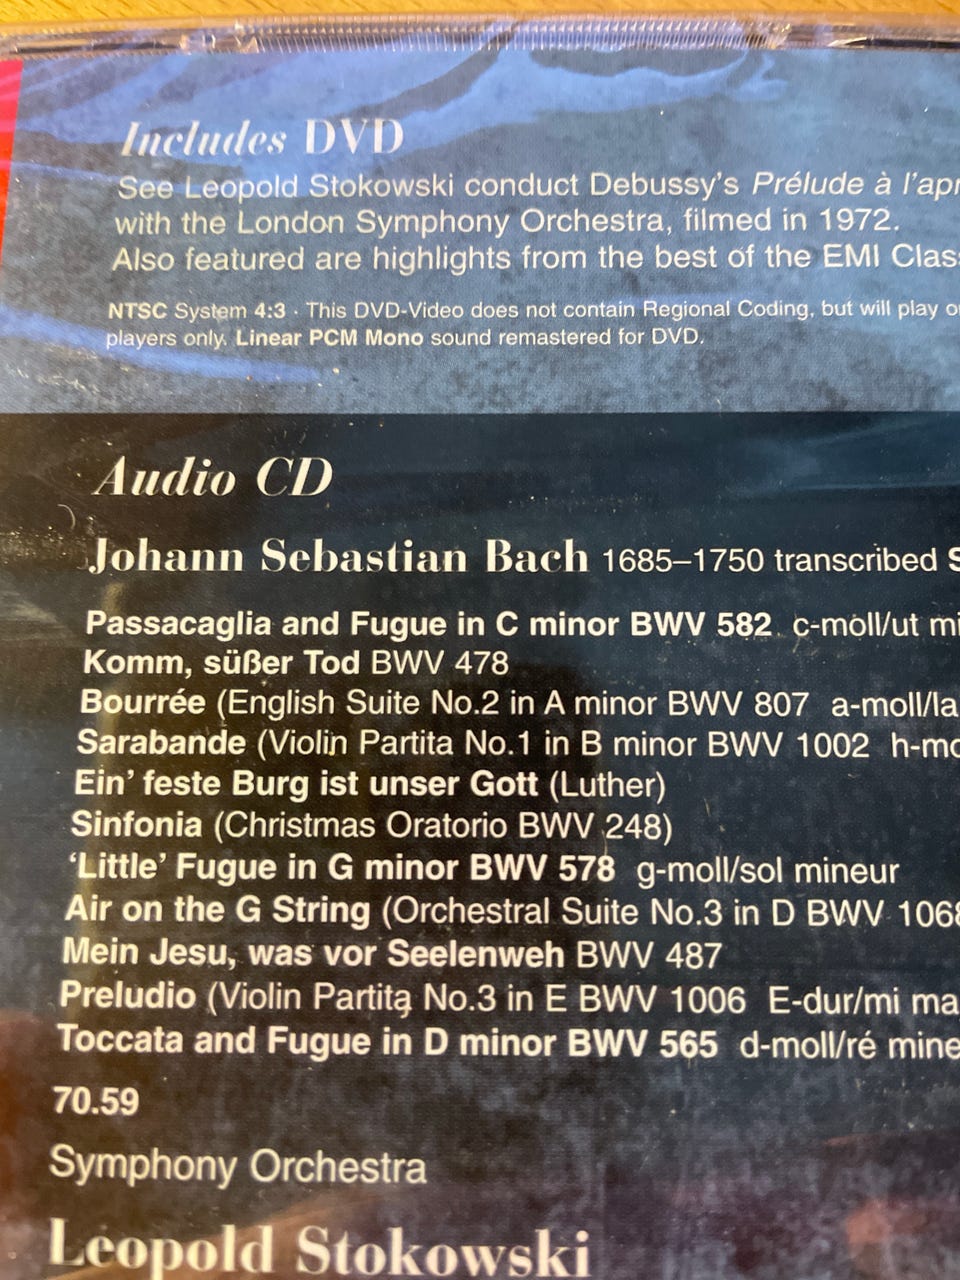 Includes DVD
See Leopold Stokowski conduct Debussy's Prélude à l'apr
with the London Symphony Orchestra, filmed in 1972.
Also featured are highlights from the best of the EMI Clas
NTSC System 4:3 · This DVD-Video does not contain Regional Coding, but will play o
players only. Linear PCM Mono sound remastered for DVD.
Audio CD
Johann Sebastian Bach 1685–1750 transcribed S
Passacaglia and Fugue in C minor BWV 582 c-moll/ut mi
Komm, süßer Tod BWV 478
Bourrée (English Suite No.2 in A minor BWV 807 a-moll/la
Sarabande (Violin Partita No.1 in B minor BWV 1002 h-mo
Ein' feste Burg ist unser Gott (Luther)
Sinfonia (Christmas Oratorio BWV 248)
‘Little’ Fugue in G minor BWV 578 g-moll/sol mineur
Air on the G String (Orchestral Suite No.3 in D BWV 1068
Mein Jesu, was vor Seelenweh BWV 487
Preludio (Violin Partita No.3 in E BWV 1006 E-dur/mi ma
Toccata and Fugue in D minor BWV 565 d-moll/ré mine
70.59
Symphony Orchestra
Leopold Stokowski